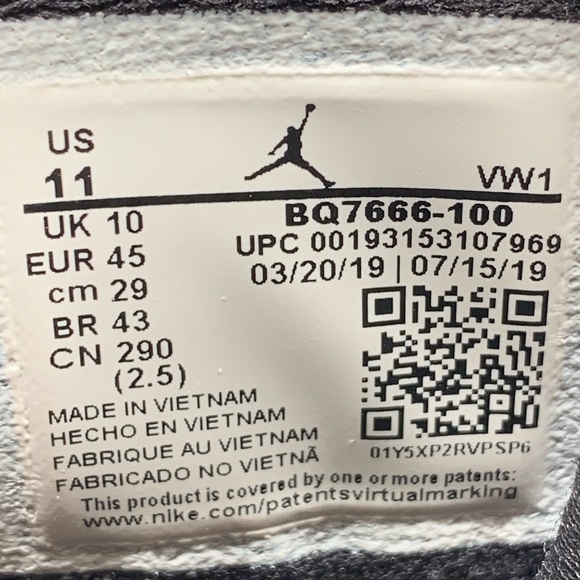 US
11
VW1
UK 10
BQ7666-100
EUR 45
UPC 00193153107969
cm 29
03/20/19 | 07/15/19
BR 43
CN 290
(2.5)
MADE IN VIETNAM
HECHO EN VIETNAM
FABRIQUE AU VIETNAM
FABRICADO NO VIETNÃ
01Y5XP2RVPSP6
This product is covered by one or more patents:
www.nike.com/patentsvirtualmarking